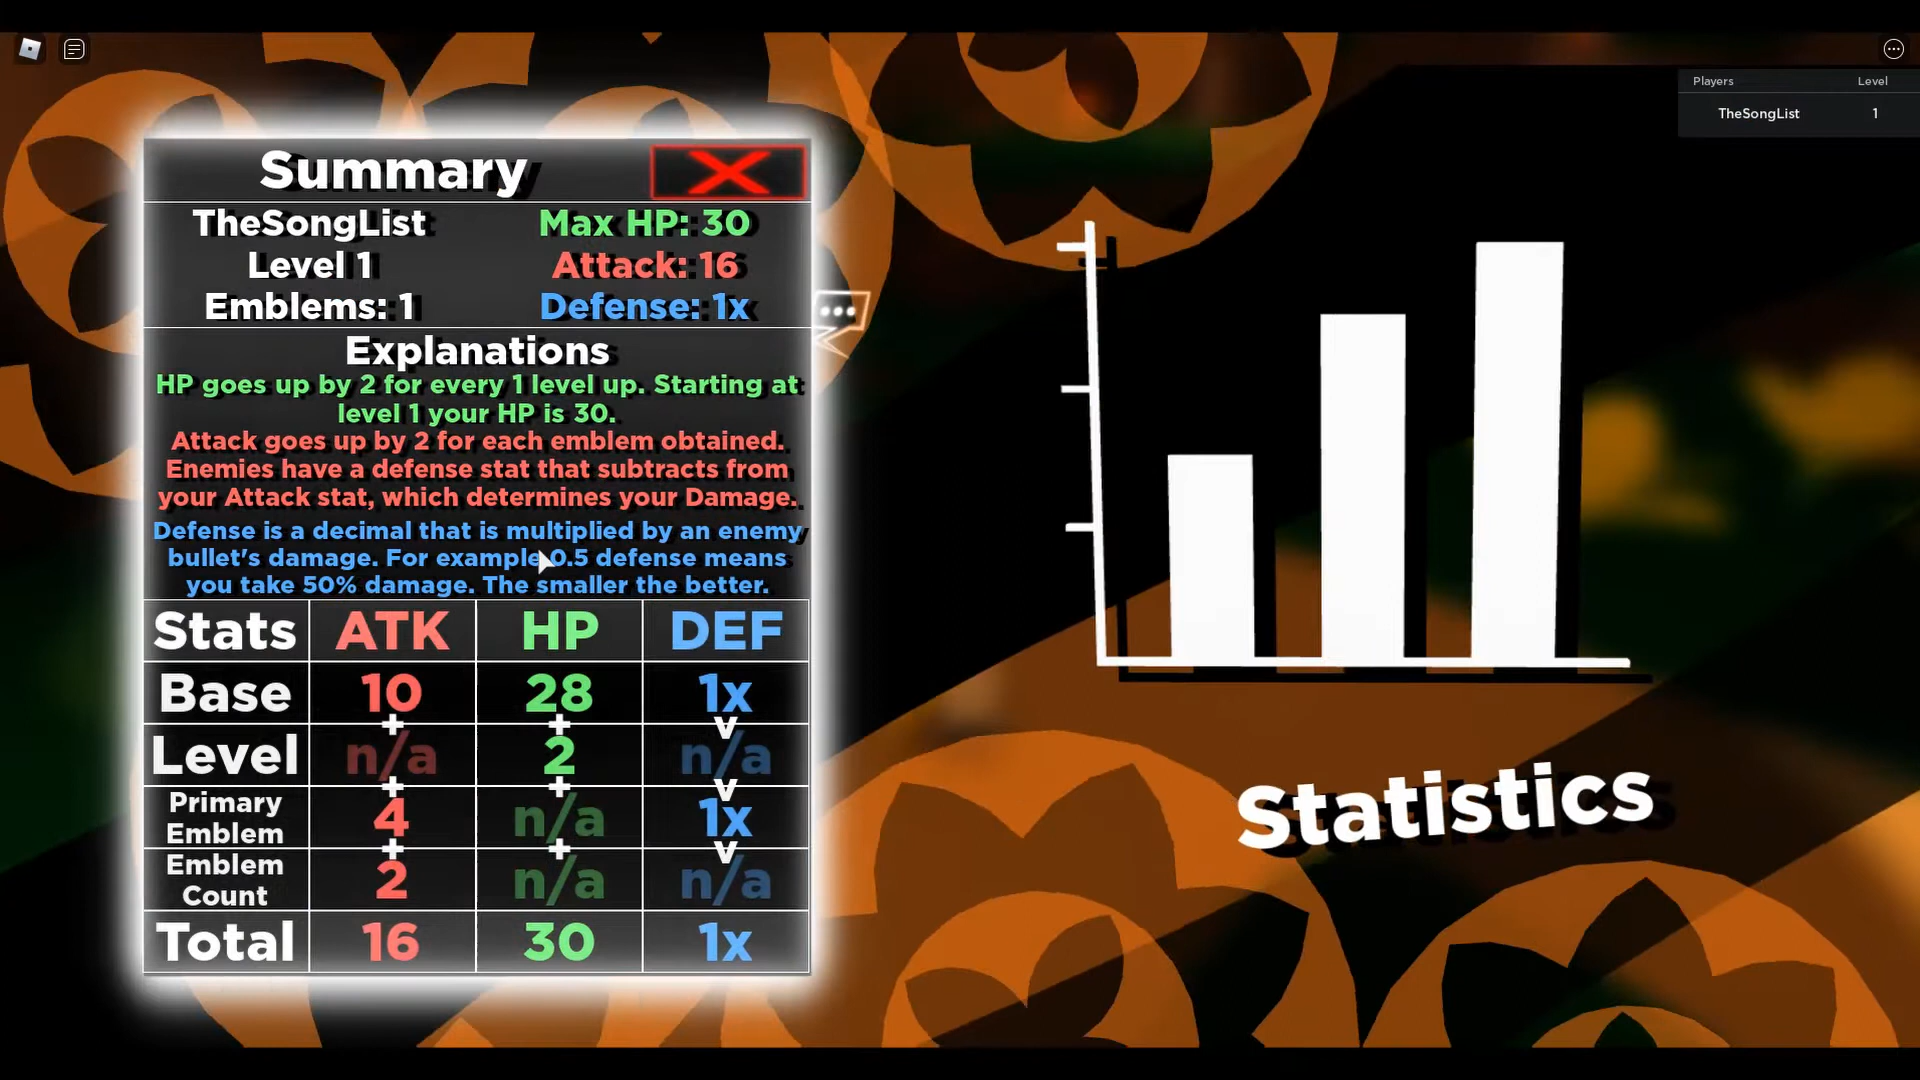 Players Level
TheSongList 1
Summary
TheSongList Max HP: 30
Level 1 Attack: 16
Emblems: 1 Defense: 1x
Explanations
HP goes up by 2 for every 1 level up. Starting at
level 1 your HP is 30.
Attack goes up by 2 for each emblem obtained.
Enemies have a defense stat that subtracts from
your Attack stat, which determines your Damage.
Defense is a decimal that is multiplied by an enemy
bullet's damage. For example 0.5 defense means
you take 50% damage. The smaller the better.
Stats ATK HP DEF
Base 10 28 1x
+ + v
Level n/a 2 n/a
+ + v
Primary
Emblem 4 n/a 1x
+ + v
Emblem
Count 2 n/a n/a
Total 16 30 1x
Statistics